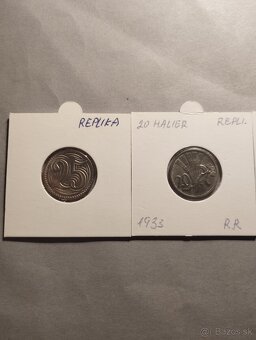 REPLIKA
25
20 HALIER REPLI.
20
1933 R.R
© Bazos.sk